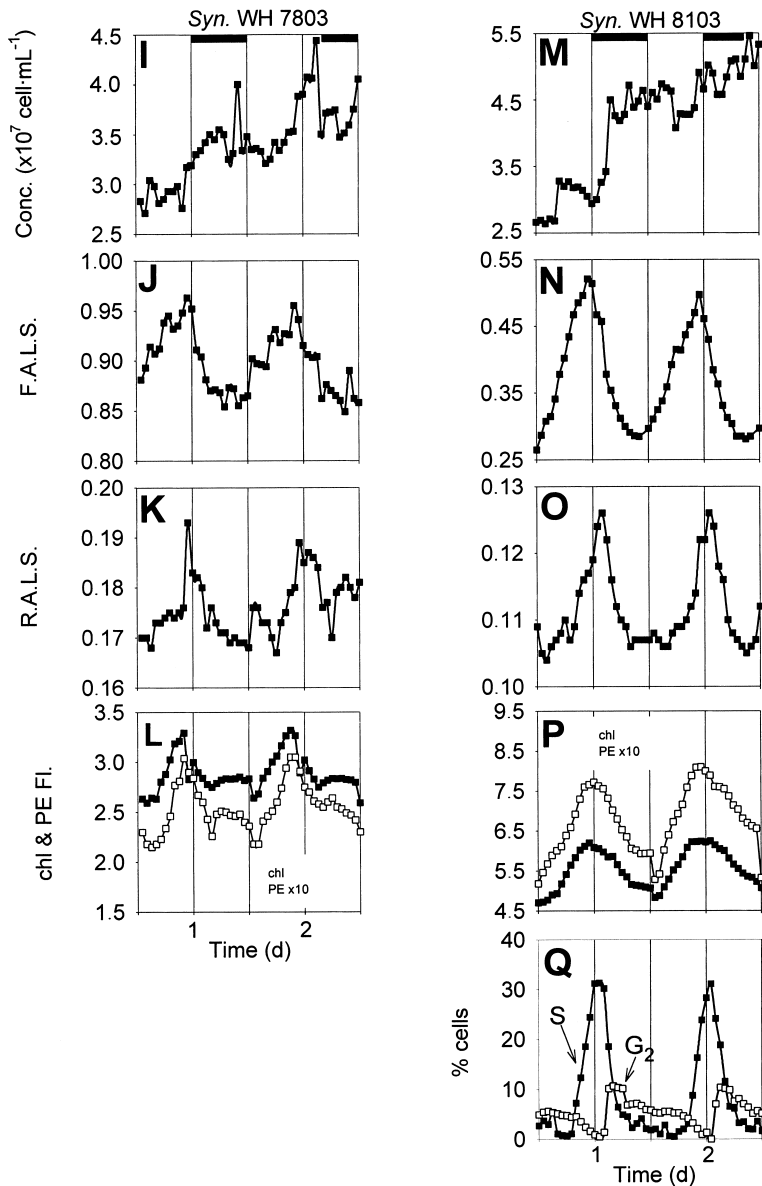 Syn. WH 7803
I
Conc. (x10⁷ cell·mL⁻¹)
4.5
4.0
3.5
3.0
2.5
J
F.A.L.S.
1.00
0.95
0.90
0.85
0.80
K
R.A.L.S.
0.20
0.19
0.18
0.17
0.16
L
chl & PE Fl.
3.5
3.0
2.5
2.0
1.5
chl
PE x10
1
2
Time (d)
Syn. WH 8103
M
5.5
4.5
3.5
2.5
N
0.55
0.45
0.35
0.25
O
0.13
0.12
0.11
0.10
P
9.5
8.5
7.5
6.5
5.5
4.5
chl
PE x10
Q
% cells
40
30
20
10
0
S
G₂
1
2
Time (d)